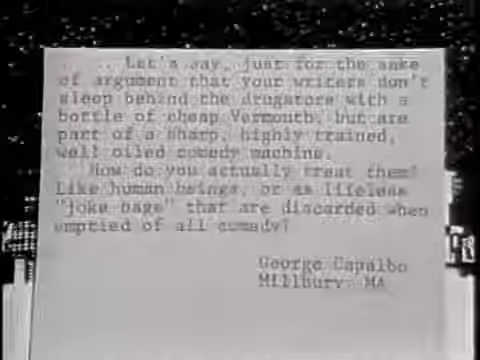 ... Let's say, just for the sake
of argument that your writers don't
sleep behind the drugstore with a
bottle of cheap Vermouth, but are
part of a sharp, highly trained,
well oiled comedy machine.
How do you actually treat them?
Like human beings, or as lifeless
"joke bags" that are discarded when
emptied of all comedy?
George Capalbo
Millbury, MA